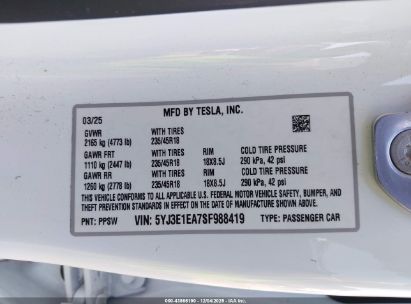 MFD BY TESLA, INC.
03/25
GVWR WITH TIRES
2165 kg (4773 lb) 235/45R18
GAWR FRT WITH TIRES RIM COLD TIRE PRESSURE
1110 kg (2447 lb) 235/45R18 18X8.5J 290 kPa, 42 psi
GAWR RR WITH TIRES RIM COLD TIRE PRESSURE
1260 kg (2778 lb) 235/45R18 18X8.5J 290 kPa, 42 psi
THIS VEHICLE CONFORMS TO ALL APPLICABLE U.S. FEDERAL MOTOR VEHICLE SAFETY, BUMPER, AND
THEFT PREVENTION STANDARDS IN EFFECT ON THE DATE OF MANUFACTURE SHOWN ABOVE.
PNT: PPSW VIN: 5YJ3E1EA7SF988419 TYPE: PASSENGER CAR